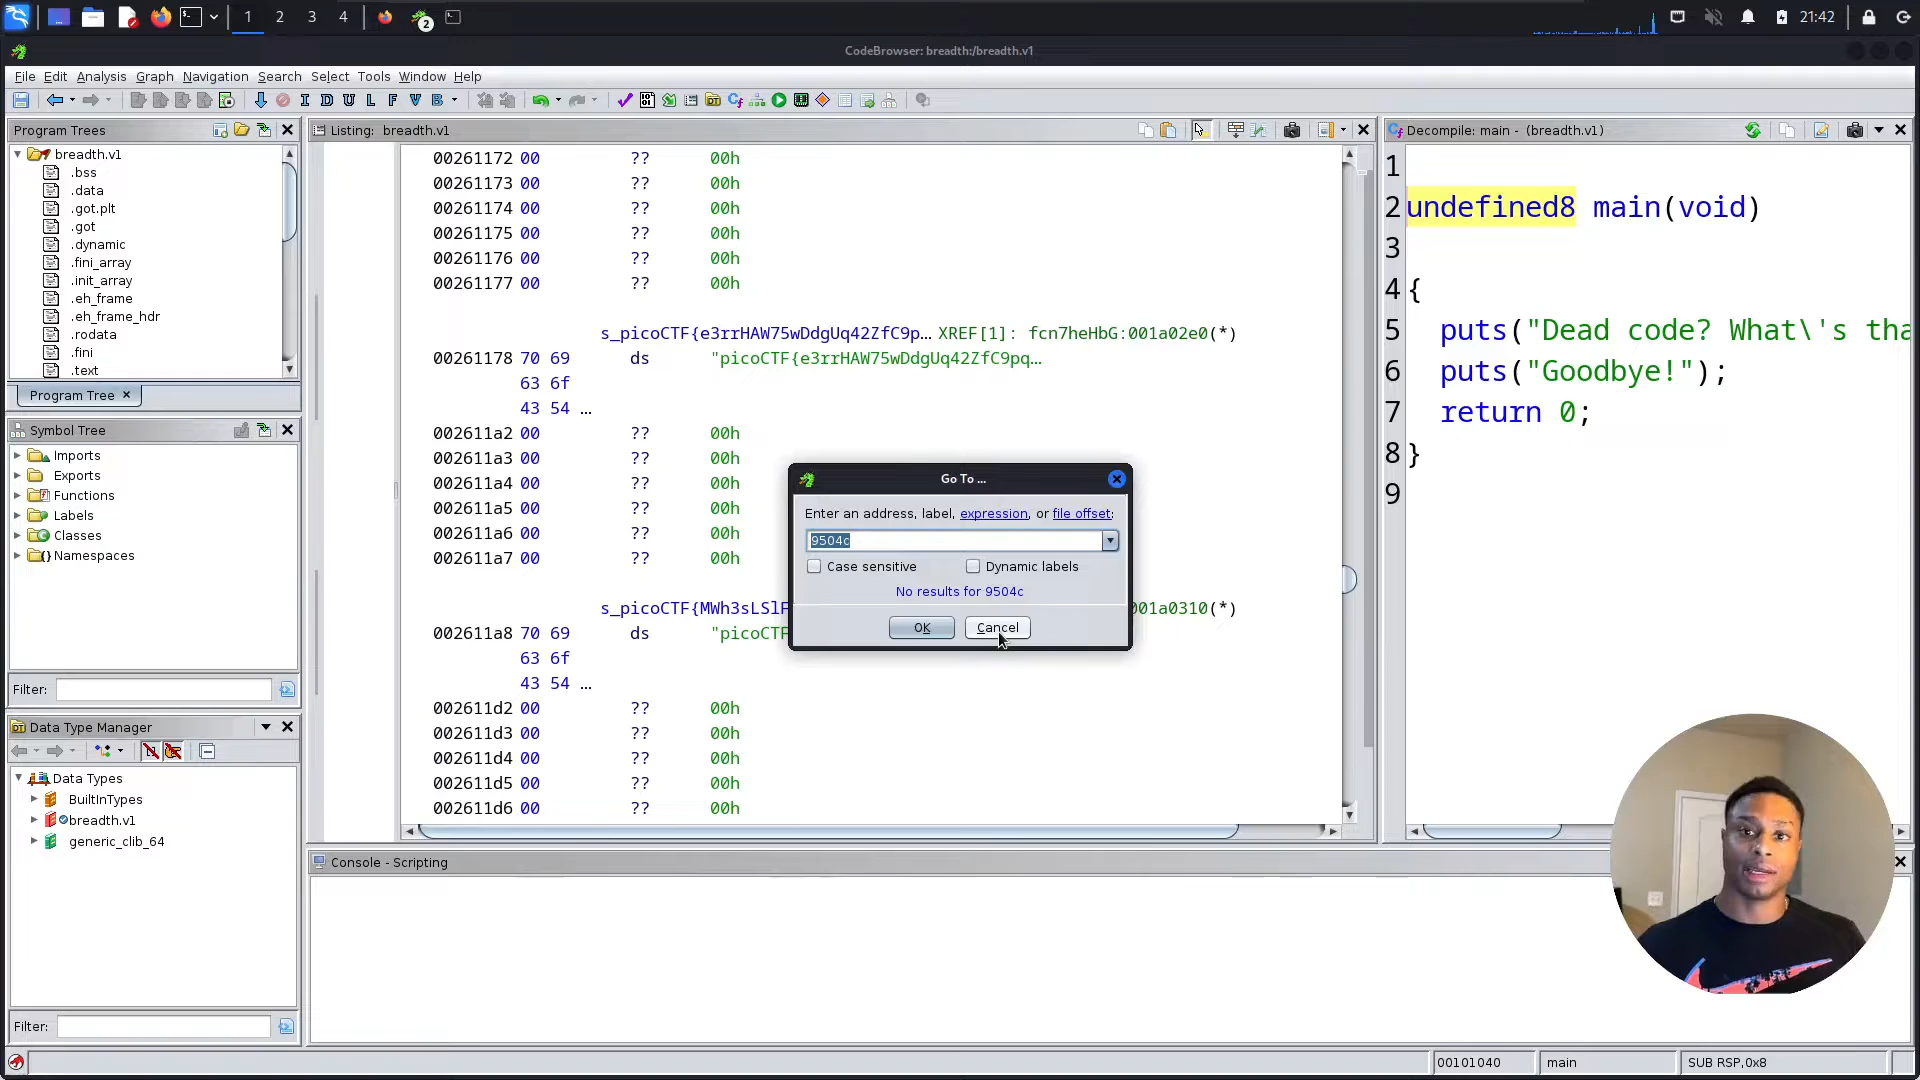 1 2 3 4 2 21:42
CodeBrowser: breadth:/breadth.v1
File Edit Analysis Graph Navigation Search Select Tools Window Help
I D U L F V B
Program Trees
breadth.v1
.bss
.data
.got.plt
.got
.dynamic
.fini_array
.init_array
.eh_frame
.eh_frame_hdr
.rodata
.fini
.text
Program Tree ×
Symbol Tree
Imports
Exports
Functions
Labels
Classes
Namespaces
Filter:
Data Type Manager
Data Types
BuiltInTypes
breadth.v1
generic_clib_64
Filter:
Listing: breadth.v1
00261172 00 ?? 00h
00261173 00 ?? 00h
00261174 00 ?? 00h
00261175 00 ?? 00h
00261176 00 ?? 00h
00261177 00 ?? 00h
s_picoCTF{e3rrHAW75wDdgUq42ZfC9p... XREF[1]: fcn7heHbG:001a02e0(*)
00261178 70 69 ds "picoCTF{e3rrHAW75wDdgUq42ZfC9pq...
63 6f
43 54 ...
002611a2 00 ?? 00h
002611a3 00 ?? 00h
002611a4 00 ?? 00h
002611a5 00 ?? 00h
002611a6 00 ?? 00h
002611a7 00 ?? 00h
s_picoCTF{MWh3sLSlF 001a0310(*)
002611a8 70 69 ds "picoCTF
63 6f
43 54 ...
002611d2 00 ?? 00h
002611d3 00 ?? 00h
002611d4 00 ?? 00h
002611d5 00 ?? 00h
002611d6 00 ?? 00h
Go To ...
Enter an address, label, expression, or file offset:
9504c
Case sensitive Dynamic labels
No results for 9504c
OK Cancel
Decompile: main - (breadth.v1)
1
2 undefined8 main(void)
3
4 {
5 puts("Dead code? What\'s tha
6 puts("Goodbye!");
7 return 0;
8 }
9
Console - Scripting
00101040 main SUB RSP,0x8